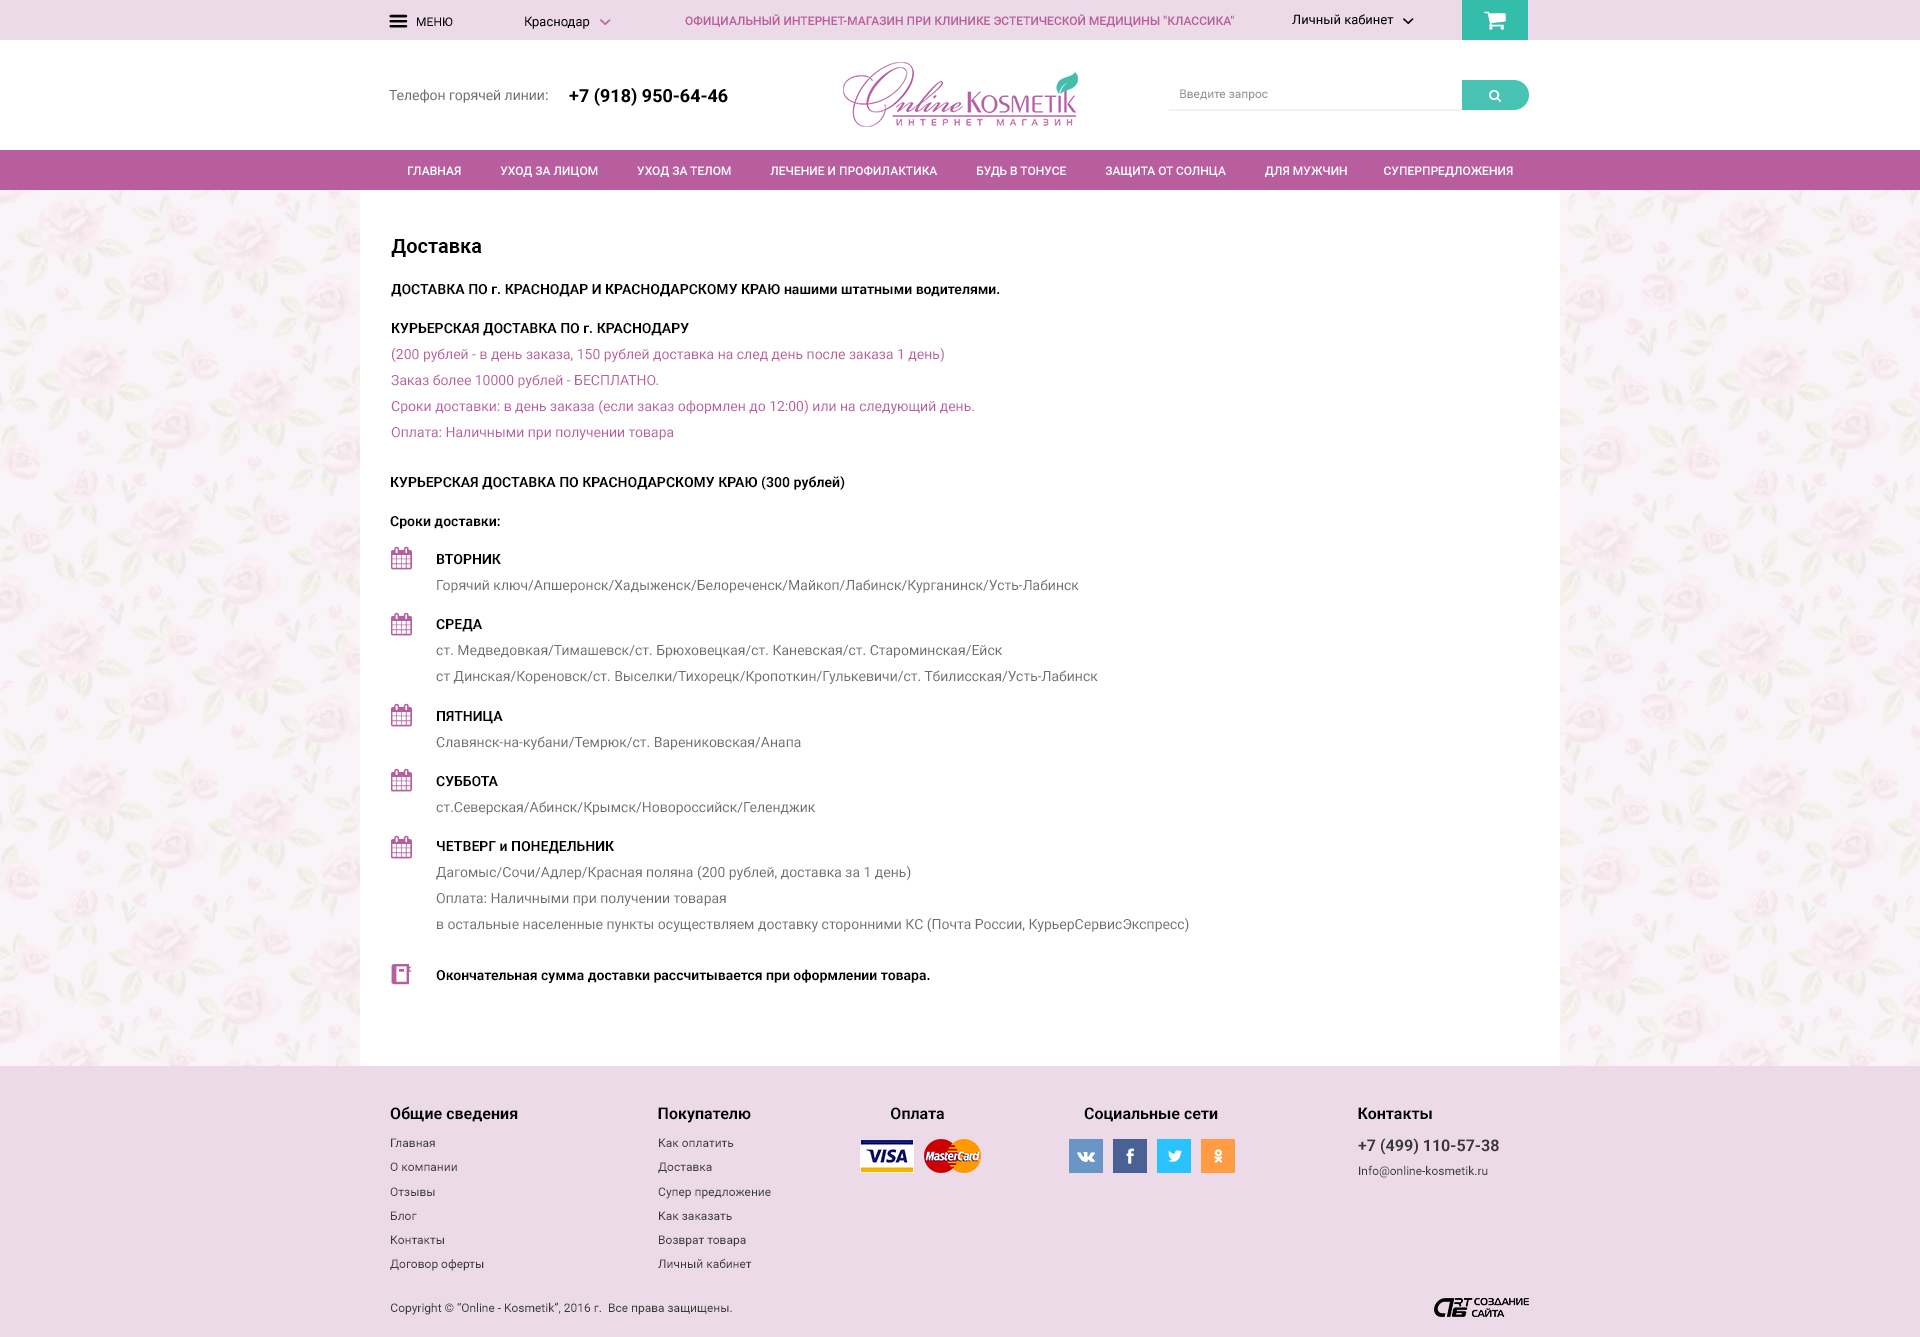 МЕНЮ
Краснодар
ОФИЦИАЛЬНЫЙ ИНТЕРНЕТ-МАГАЗИН ПРИ КЛИНИКЕ ЭСТЕТИЧЕСКОЙ МЕДИЦИНЫ "КЛАССИКА"
Личный кабинет
Телефон горячей линии: +7 (918) 950-64-46
Online KOSMETIK
ИНТЕРНЕТ МАГАЗИН
Введите запрос
ГЛАВНАЯ УХОД ЗА ЛИЦОМ УХОД ЗА ТЕЛОМ ЛЕЧЕНИЕ И ПРОФИЛАКТИКА БУДЬ В ТОНУСЕ ЗАЩИТА ОТ СОЛНЦА ДЛЯ МУЖЧИН СУПЕРПРЕДЛОЖЕНИЯ
Доставка
ДОСТАВКА ПО г. КРАСНОДАР И КРАСНОДАРСКОМУ КРАЮ нашими штатными водителями.
КУРЬЕРСКАЯ ДОСТАВКА ПО г. КРАСНОДАРУ
(200 рублей - в день заказа, 150 рублей доставка на след день после заказа 1 день)
Заказ более 10000 рублей - БЕСПЛАТНО.
Сроки доставки: в день заказа (если заказ оформлен до 12:00) или на следующий день.
Оплата: Наличными при получении товара
КУРЬЕРСКАЯ ДОСТАВКА ПО КРАСНОДАРСКОМУ КРАЮ (300 рублей)
Сроки доставки:
ВТОРНИК
Горячий ключ/Апшеронск/Хадыженск/Белореченск/Майкоп/Лабинск/Курганинск/Усть-Лабинск
СРЕДА
ст. Медведовкая/Тимашевск/ст. Брюховецкая/ст. Каневская/ст. Староминская/Ейск
ст Динская/Кореновск/ст. Выселки/Тихорецк/Кропоткин/Гулькевичи/ст. Тбилисская/Усть-Лабинск
ПЯТНИЦА
Славянск-на-кубани/Темрюк/ст. Варениковская/Анапа
СУББОТА
ст.Северская/Абинск/Крымск/Новороссийск/Геленджик
ЧЕТВЕРГ и ПОНЕДЕЛЬНИК
Дагомыс/Сочи/Адлер/Красная поляна (200 рублей, доставка за 1 день)
Оплата: Наличными при получении товарая
в остальные населенные пункты осуществляем доставку сторонними КС (Почта России, КурьерСервисЭкспресс)
Окончательная сумма доставки рассчитывается при оформлении товара.
Общие сведения
Главная
О компании
Отзывы
Блог
Контакты
Договор оферты
Покупателю
Как оплатить
Доставка
Супер предложение
Как заказать
Возврат товара
Личный кабинет
Оплата
VISA MasterCard
Социальные сети
Контакты
+7 (499) 110-57-38
Info@online-kosmetik.ru
Copyright © “Online - Kosmetik”, 2016 г. Все права защищены.
СОЗДАНИЕ
САЙТА